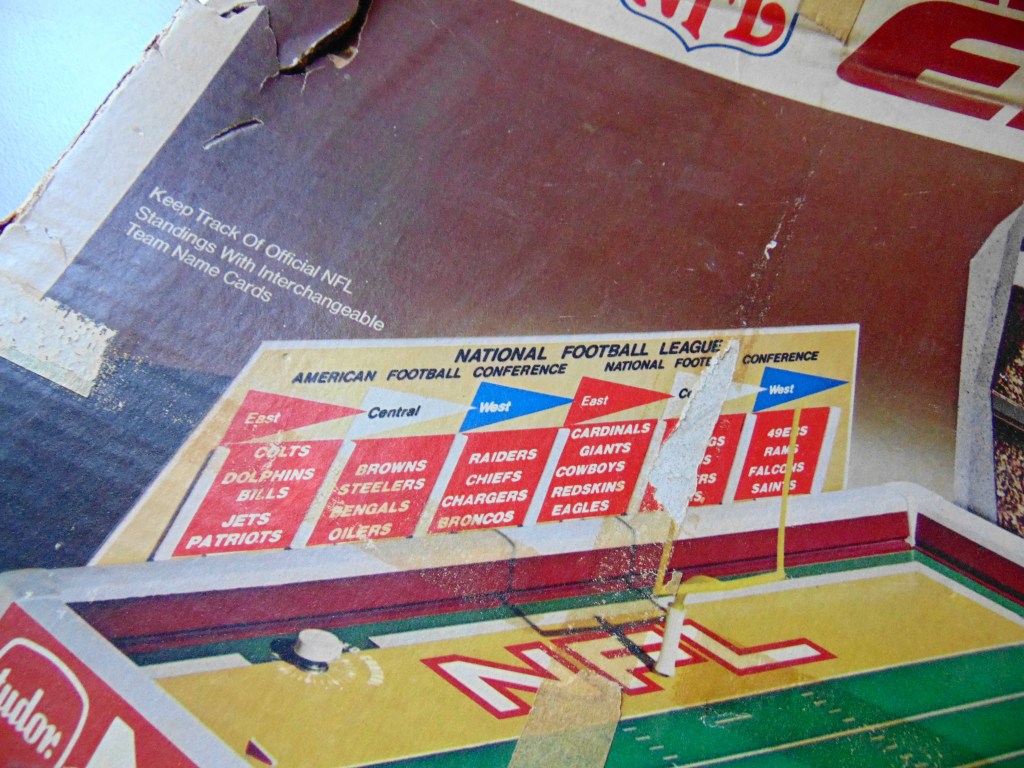 NFL
Keep Track Of Official NFL
Standings With Interchangeable
Team Name Cards
NATIONAL FOOTBALL LEAGUE
AMERICAN FOOTBALL CONFERENCE NATIONAL CONFERENCE
East Central West East West
COLTS
DOLPHINS
BILLS
JETS
PATRIOTS
BROWNS
STEELERS
BENGALS
OILERS
RAIDERS
CHIEFS
CHARGERS
BRONCOS
CARDINALS
GIANTS
COWBOYS
REDSKINS
EAGLES
49ERS
RAMS
FALCONS
SAINTS
NFL
tudor